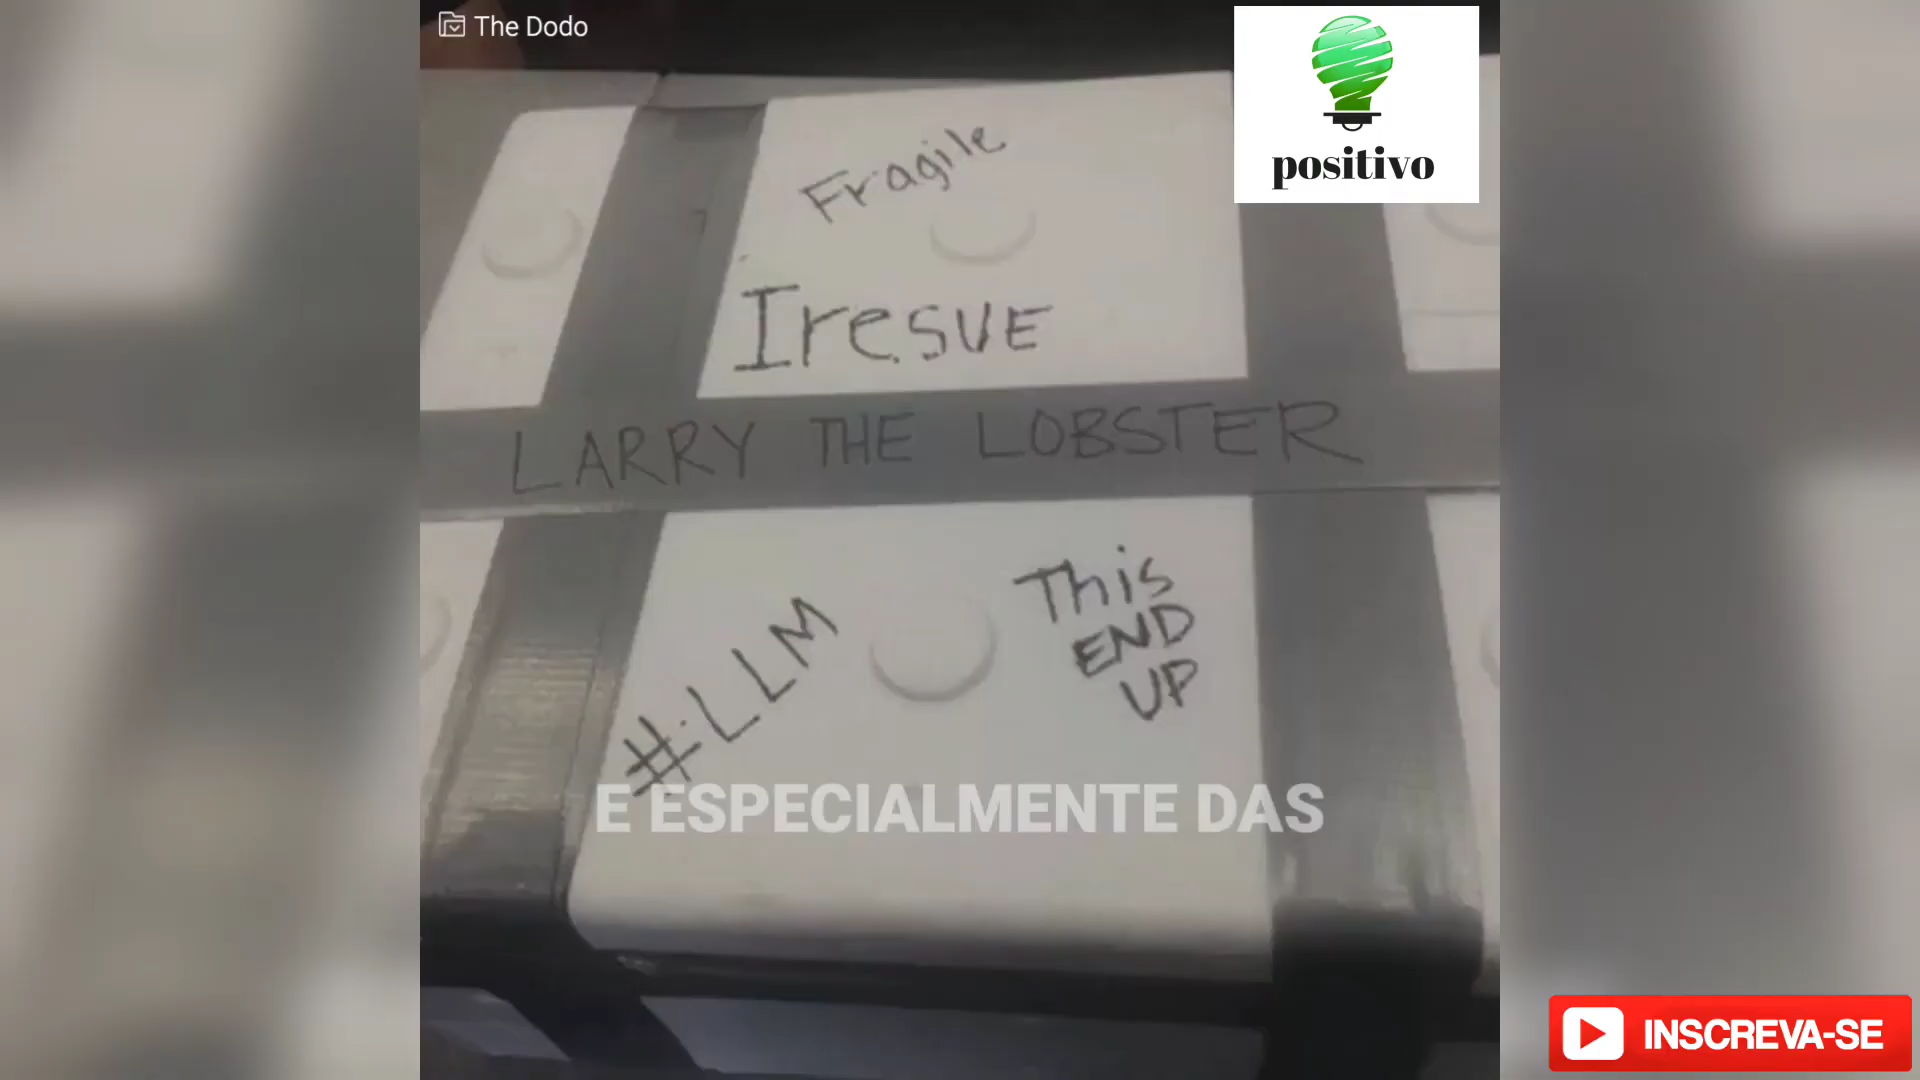 The Dodo
positivo
Fragile
IresuE
LARRY THE LOBSTER
#LLM
This
END
UP
E ESPECIALMENTE DAS
INSCREVA-SE